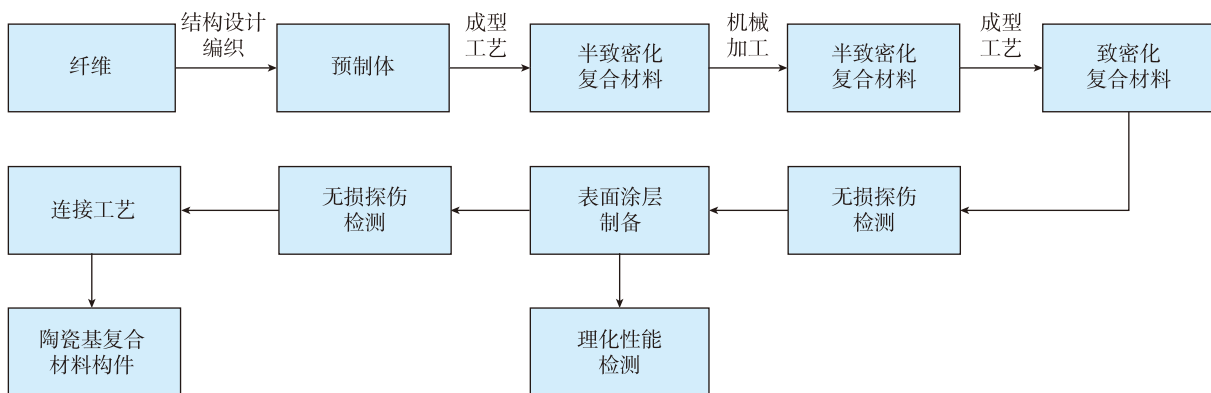 纤维
结构设计
编织
预制体
成型
工艺
半致密化
复合材料
机械
加工
半致密化
复合材料
成型
工艺
致密化
复合材料
无损探伤
检测
表面涂层
制备
无损探伤
检测
连接工艺
陶瓷基复合
材料构件
理化性能
检测